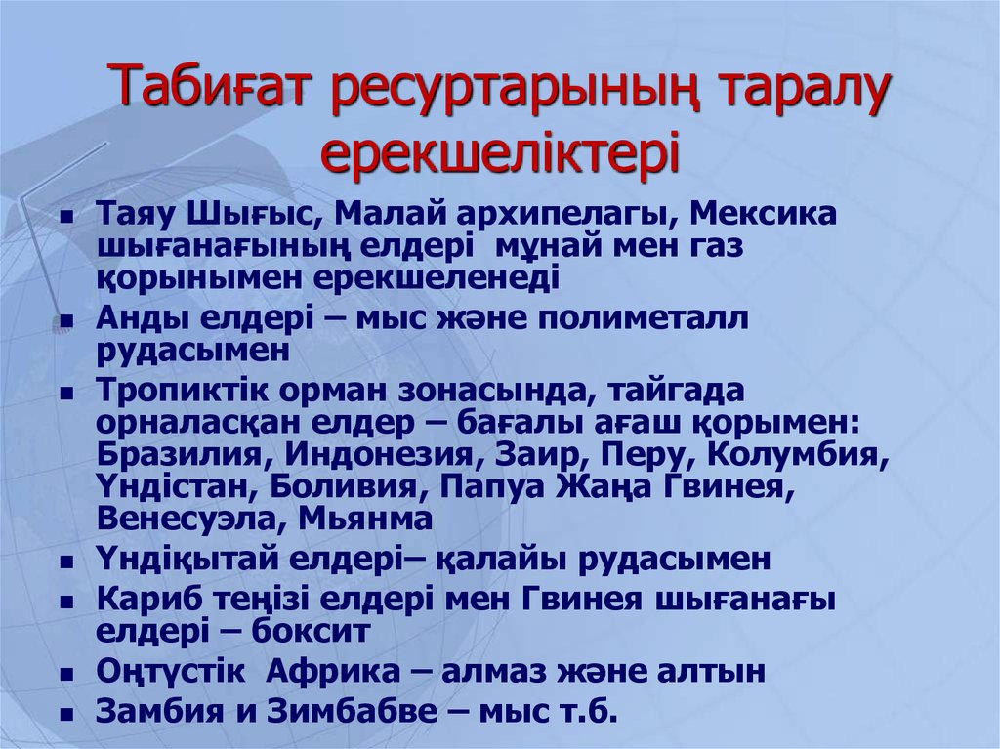 Табиғат ресуртарының таралу
ерекшеліктері
Таяу Шығыс, Малай архипелагы, Мексика
шығанағының елдері мұнай мен газ
қорынымен ерекшеленеді
Анды елдері – мыс және полиметалл
рудасымен
Тропиктік орман зонасында, тайгада
орналасқан елдер – бағалы ағаш қорымен:
Бразилия, Индонезия, Заир, Перу, Колумбия,
Үндістан, Боливия, Папуа Жаңа Гвинея,
Венесуэла, Мьянма
Үндіқытай елдері– қалайы рудасымен
Кариб теңізі елдері мен Гвинея шығанағы
елдері – боксит
Оңтүстік Африка – алмаз және алтын
Замбия и Зимбабве – мыс т.б.